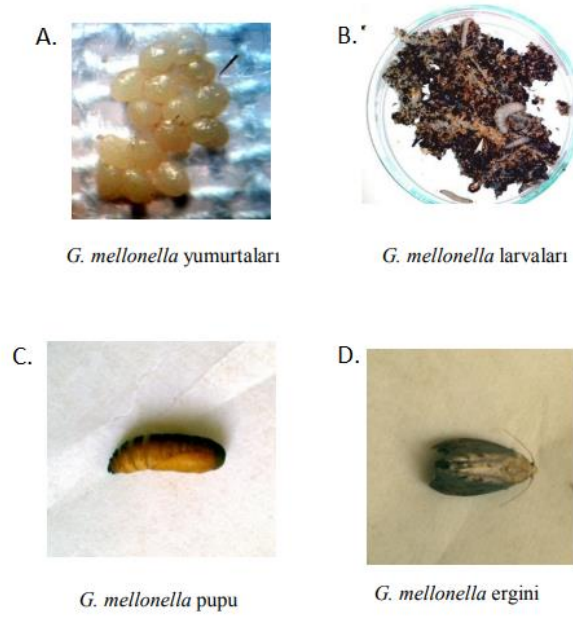 A.
B.
G. mellonella yumurtaları
G. mellonella larvaları
C.
D.
G. mellonella pupu
G. mellonella ergini